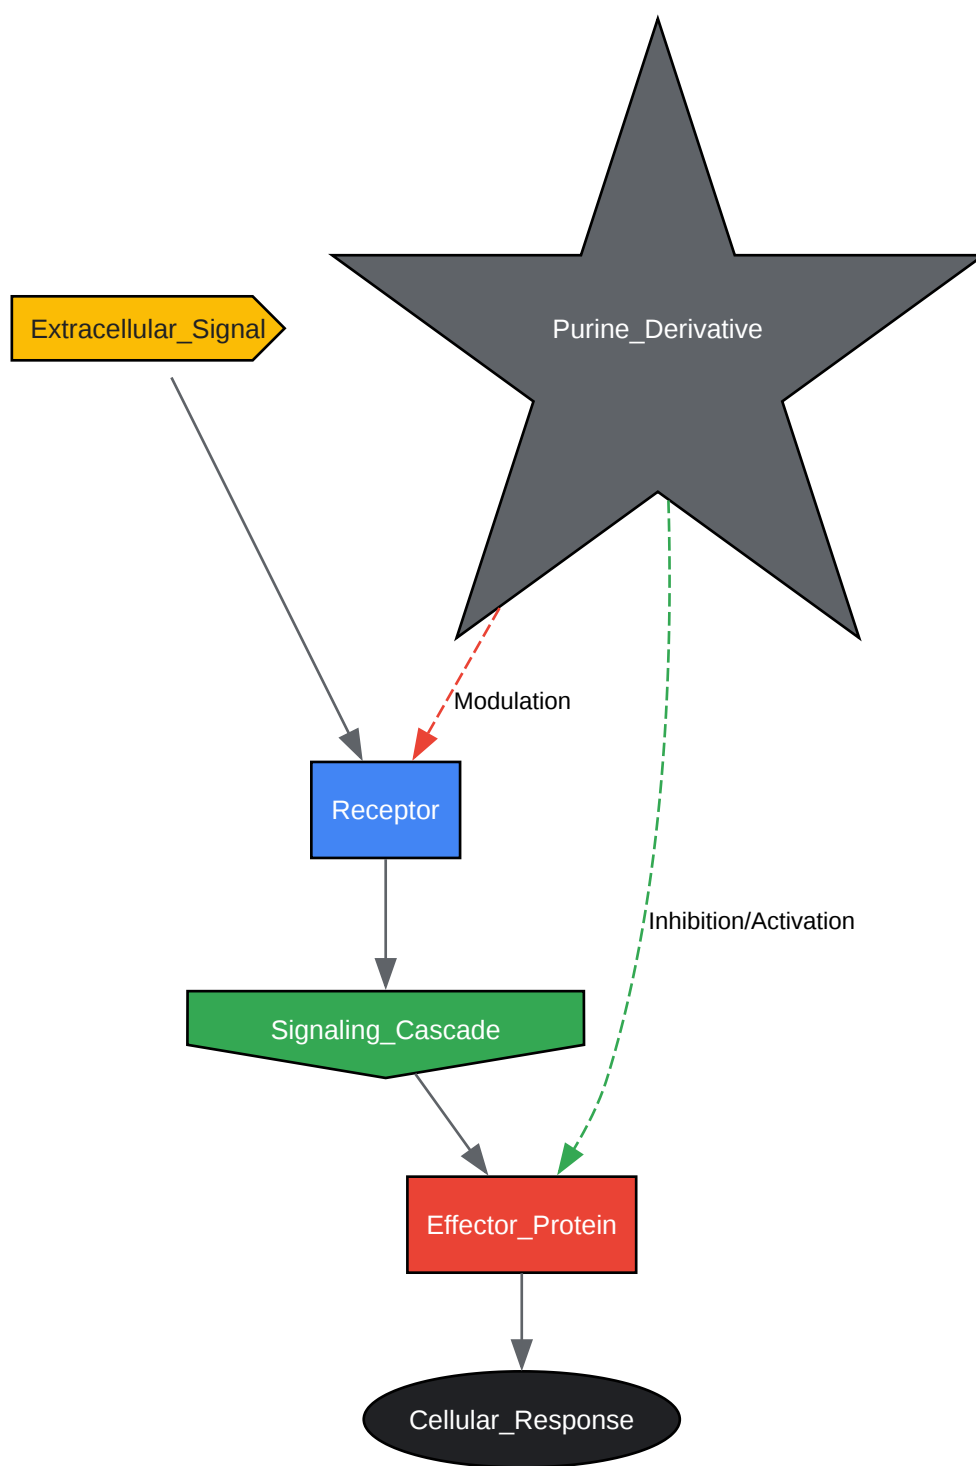 Extracellular_Signal
Purine_Derivative
Modulation
Receptor
Inhibition/Activation
Signaling_Cascade
Effector_Protein
Cellular_Response